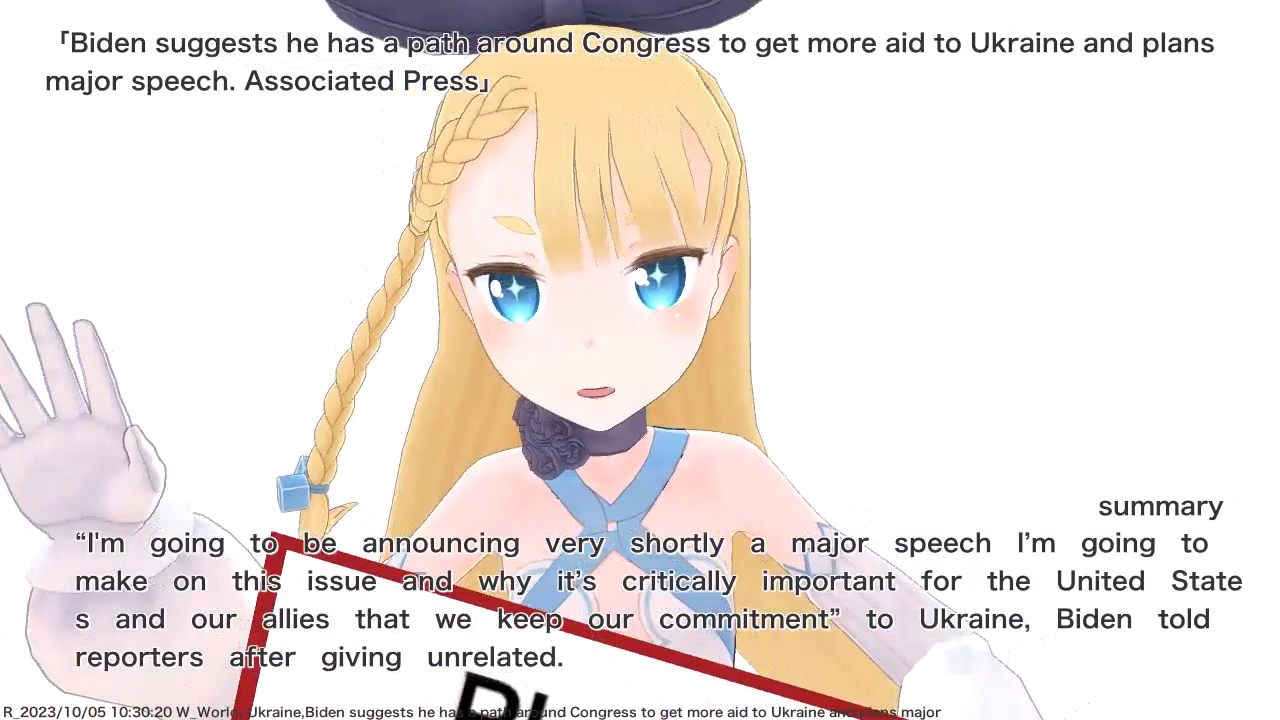 「Biden suggests he has a path around Congress to get more aid to Ukraine and plans
major speech. Associated Press」
summary
“I'm going to be announcing very shortly a major speech I’m going to
make on this issue and why it’s critically important for the United State
s and our allies that we keep our commitment” to Ukraine, Biden told
reporters after giving unrelated.
R_2023/10/05 10:30:20 W_World, Ukraine,Biden suggests he has a path around Congress to get more aid to Ukraine and plans major